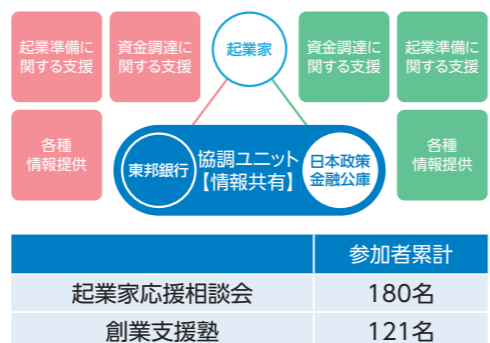 起業準備に
関する支援
資金調達に
関する支援
起業家
資金調達に
関する支援
起業準備に
関する支援
各種
情報提供
東邦銀行
協調ユニット
【情報共有】
日本政策
金融公庫
各種
情報提供
参加者累計
起業家応援相談会 180名
創業支援塾 121名